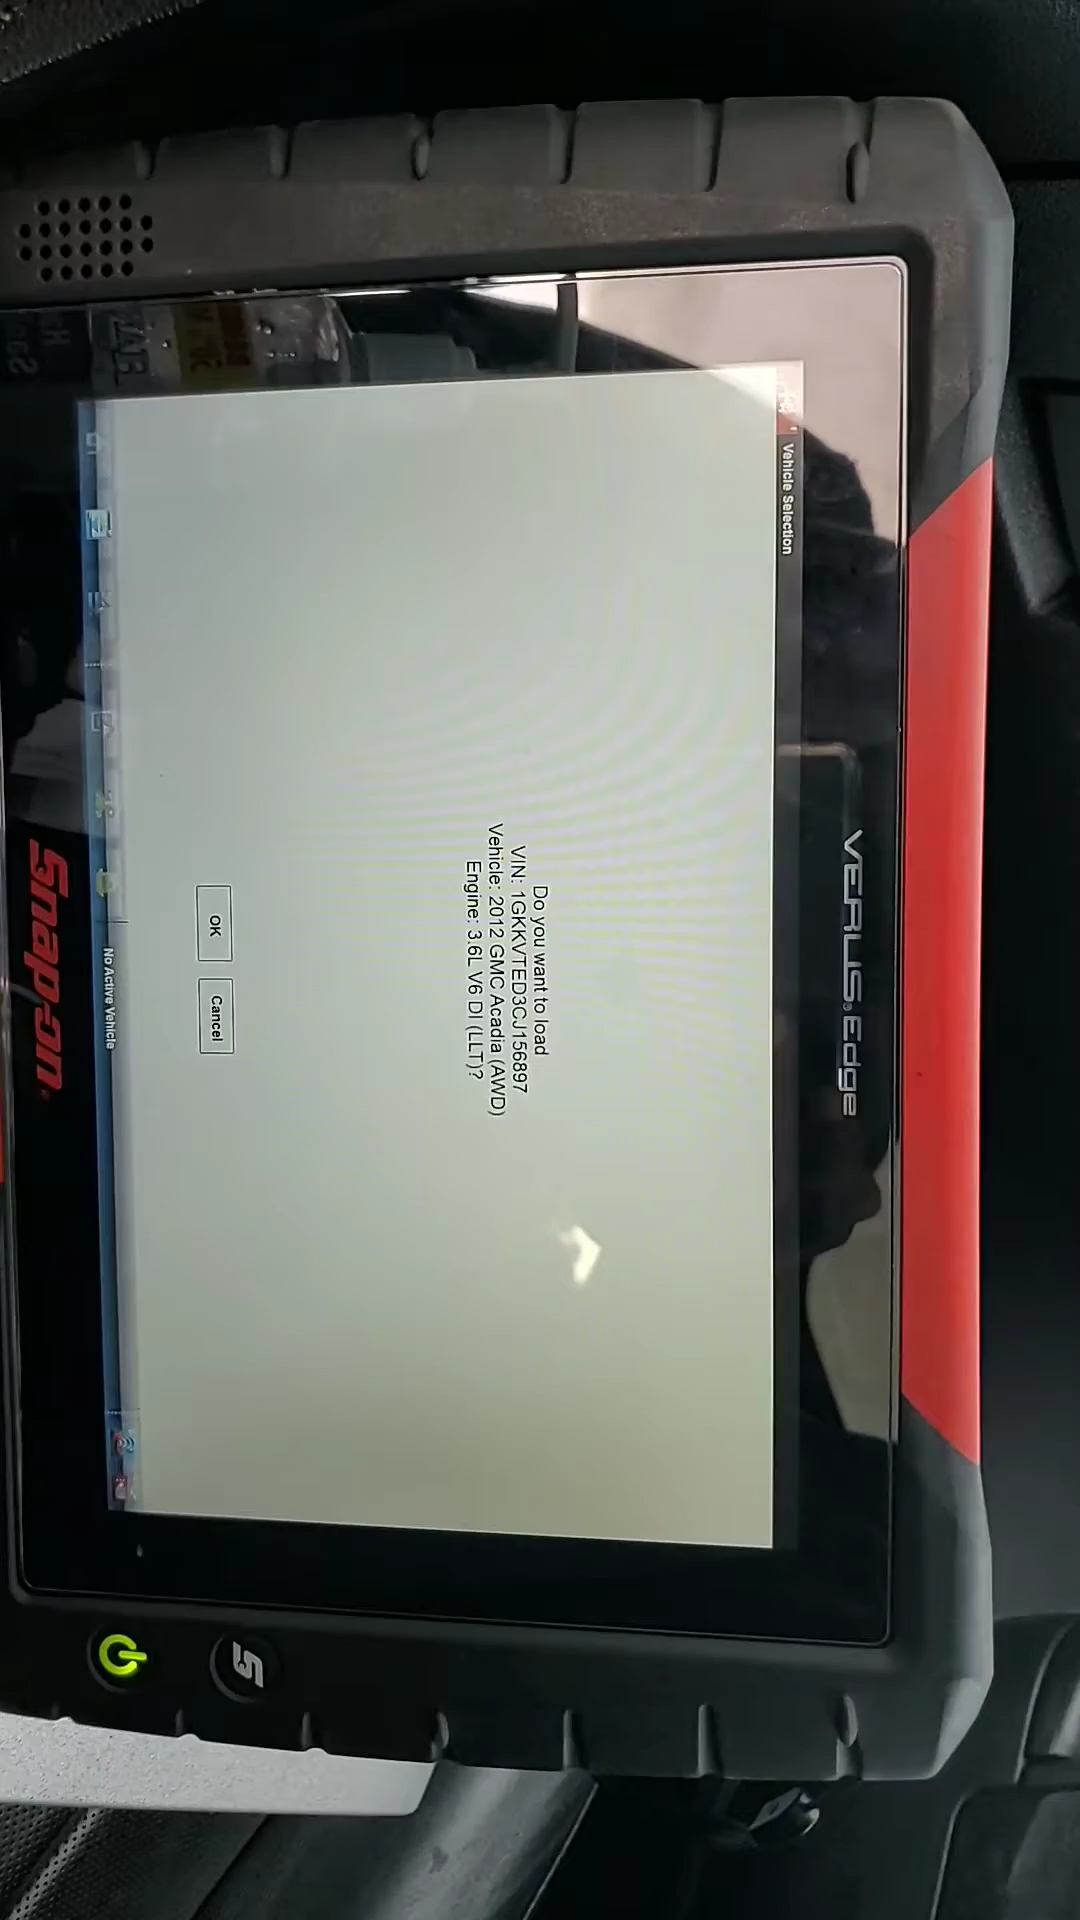 VERUS Edge
Vehicle Selection
Do you want to load
VIN: 1GKKVTED3CJ156897
Vehicle: 2012 GMC Acadia (AWD)
Engine: 3.6L V6 DI (LLT)?
OK
Cancel
No Active Vehicle
Snap-on
S